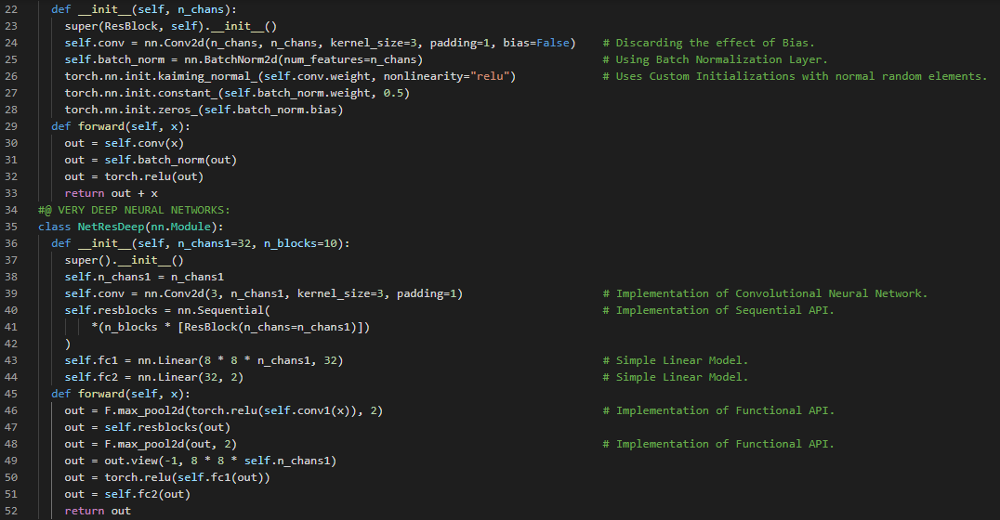 22 def __init__(self, n_chans):
23 super(ResBlock, self).__init__()
24 self.conv = nn.Conv2d(n_chans, n_chans, kernel_size=3, padding=1, bias=False) # Discarding the effect of Bias.
25 self.batch_norm = nn.BatchNorm2d(num_features=n_chans) # Using Batch Normalization Layer.
26 torch.nn.init.kaiming_normal_(self.conv.weight, nonlinearity="relu") # Uses Custom Initializations with normal random elements.
27 torch.nn.init.constant_(self.batch_norm.weight, 0.5)
28 torch.nn.init.zeros_(self.batch_norm.bias)
29 def forward(self, x):
30 out = self.conv(x)
31 out = self.batch_norm(out)
32 out = torch.relu(out)
33 return out + x
34 #@ VERY DEEP NEURAL NETWORKS:
35 class NetResDeep(nn.Module):
36 def __init__(self, n_chans1=32, n_blocks=10):
37 super().__init__()
38 self.n_chans1 = n_chans1
39 self.conv = nn.Conv2d(3, n_chans1, kernel_size=3, padding=1) # Implementation of Convolutional Neural Network.
40 self.resblocks = nn.Sequential( # Implementation of Sequential API.
41 *(n_blocks * [ResBlock(n_chans=n_chans1)])
42 )
43 self.fc1 = nn.Linear(8 * 8 * n_chans1, 32) # Simple Linear Model.
44 self.fc2 = nn.Linear(32, 2) # Simple Linear Model.
45 def forward(self, x):
46 out = F.max_pool2d(torch.relu(self.conv1(x)), 2) # Implementation of Functional API.
47 out = self.resblocks(out)
48 out = F.max_pool2d(out, 2) # Implementation of Functional API.
49 out = out.view(-1, 8 * 8 * self.n_chans1)
50 out = torch.relu(self.fc1(out))
51 out = self.fc2(out)
52 return out